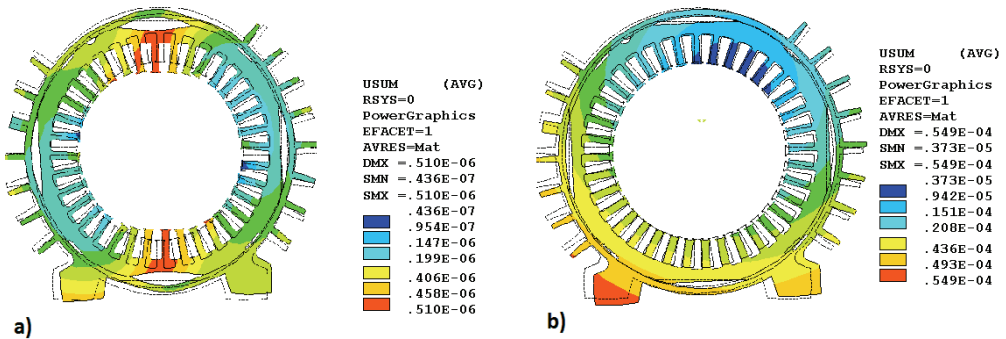 USUM (AVG)
RSYS=0
PowerGraphics
EFACET=1
AVRES=Mat
DMX =.510E-06
SMN =.436E-07
SMX =.510E-06
.436E-07
.954E-07
.147E-06
.199E-06
.406E-06
.458E-06
.510E-06
a)
USUM (AVG)
RSYS=0
PowerGraphics
EFACET=1
AVRES=Mat
DMX =.549E-04
SMN =.373E-05
SMX =.549E-04
.373E-05
.942E-05
.151E-04
.208E-04
.436E-04
.493E-04
.549E-04
b)